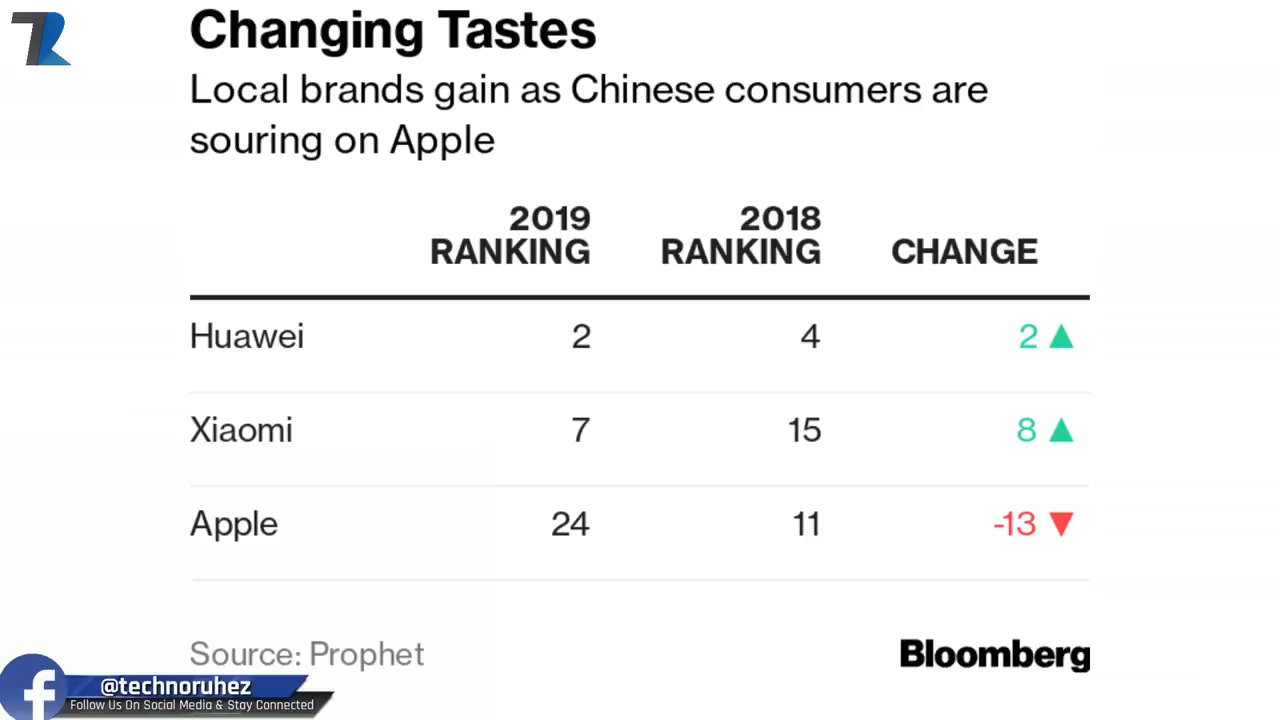 Changing Tastes
Local brands gain as Chinese consumers are
souring on Apple
2019 RANKING 2018 RANKING CHANGE
Huawei 2 4 2 ▲
Xiaomi 7 15 8 ▲
Apple 24 11 -13 ▼
Source: Prophet Bloomberg
@technoruhez
Follow Us On Social Media & Stay Connected